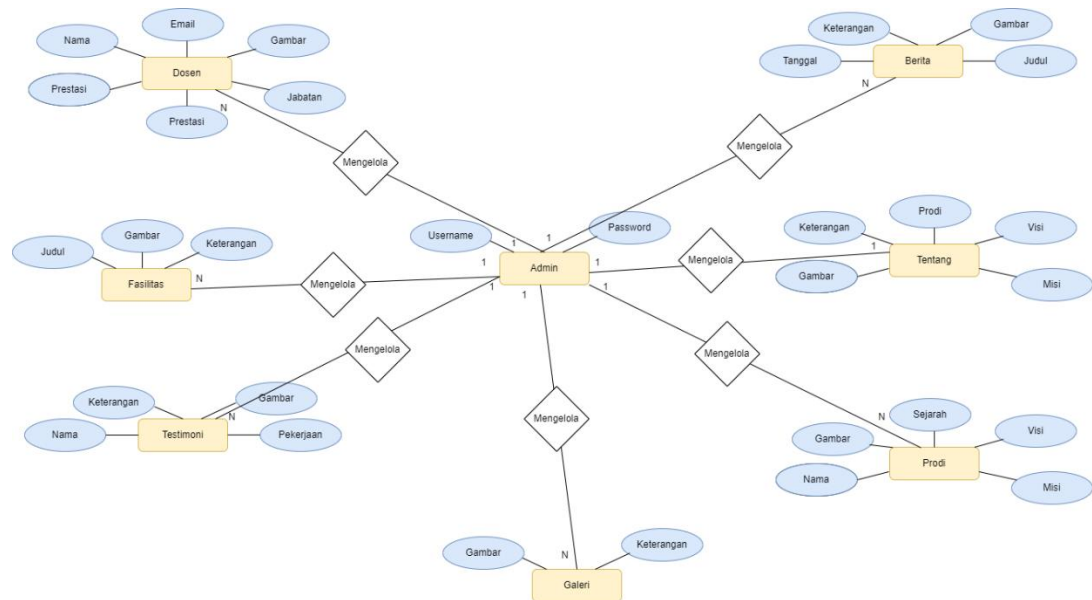 Email
Nama
Gambar
Dosen
Prestasi
Jabatan
Prestasi
N
Mengelola
Keterangan
Gambar
Tanggal
Berita
Judul
N
Mengelola
Username
Password
1
1
1
1
Admin
1
1
1
1
Judul
Gambar
Keterangan
Fasilitas
N
Mengelola
Mengelola
Prodi
Keterangan
Visi
1
Tentang
Gambar
Misi
Mengelola
Keterangan
Gambar
N
Nama
Testimoni
Pekerjaan
Mengelola
N
Sejarah
Gambar
Visi
Prodi
Nama
Misi
Mengelola
Gambar
Keterangan
N
Galeri